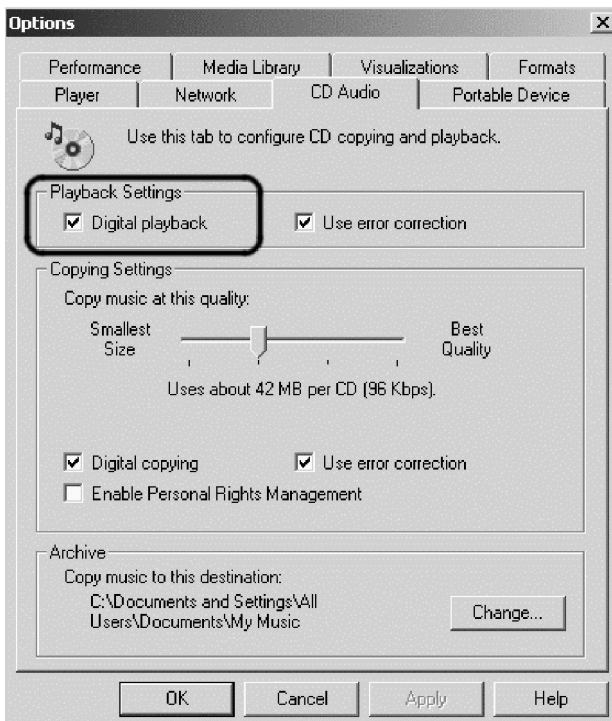 Options
Performance Media Library Visualizations Formats
Player Network CD Audio Portable Device
Use this tab to configure CD copying and playback.
Playback Settings
Digital playback Use error correction
Copying Settings
Copy music at this quality:
Smallest Size Best Quality
Uses about 42 MB per CD (96 Kbps).
Digital copying Use error correction
Enable Personal Rights Management
Archive
Copy music to this destination:
C:\Documents and Settings\All
Users\Documents\My Music
Change...
OK Cancel Apply Help